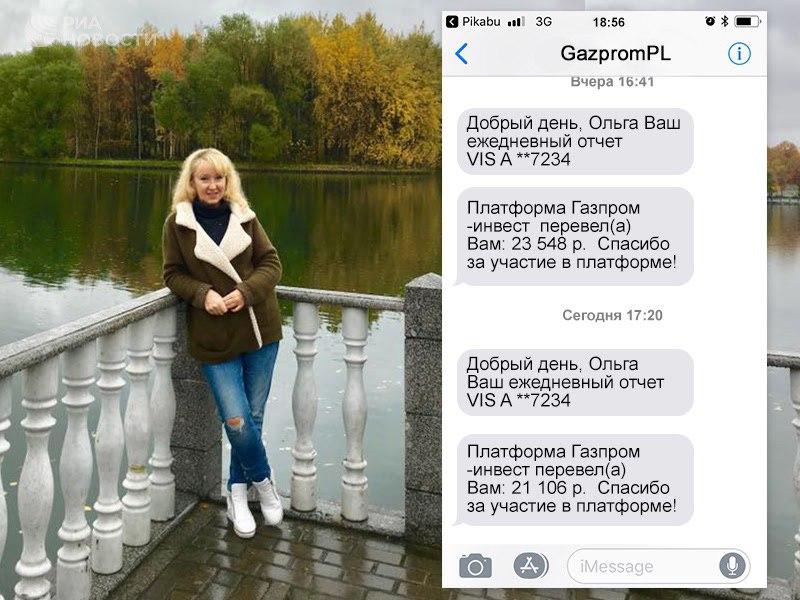 РИА
НОВОСТИ
Pikabu 3G 18:56
GazpromPL
Вчера 16:41
Добрый день, Ольга Ваш
ежедневный отчет
VIS A **7234
Платформа Газпром
-инвест перевел(а)
Вам: 23 548 р. Спасибо
за участие в платформе!
Сегодня 17:20
Добрый день, Ольга
Ваш ежедневный отчет
VIS A **7234
Платформа Газпром
-инвест перевел(а)
Вам: 21 106 р. Спасибо
за участие в платформе!
iMessage